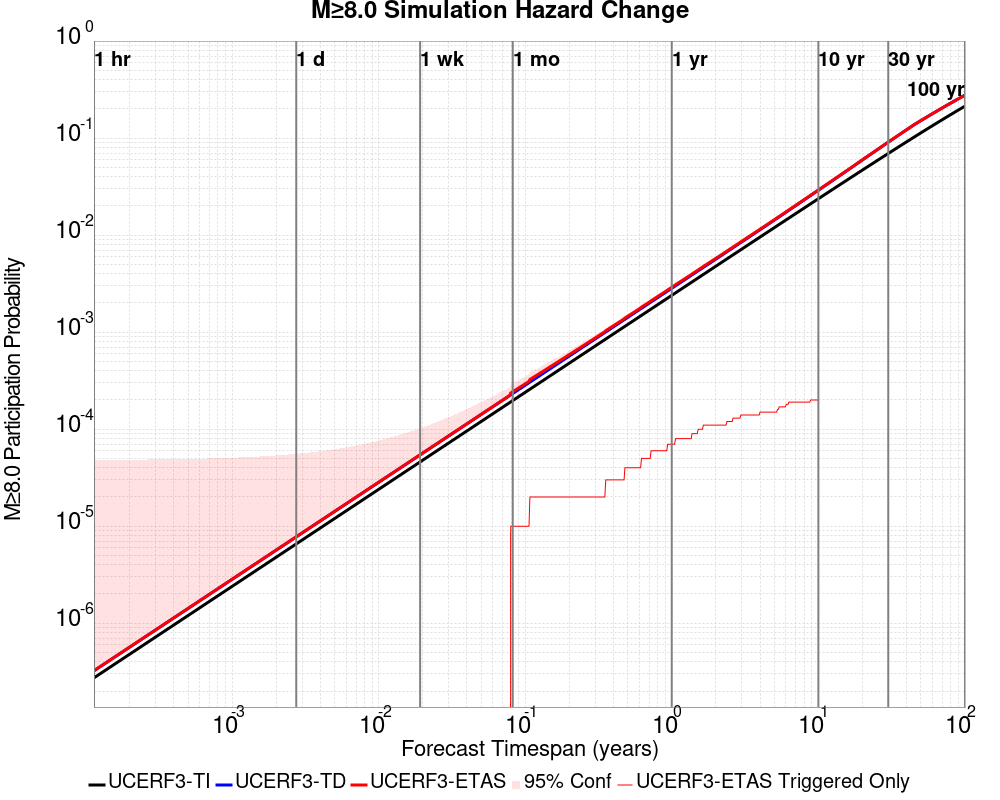 M≥8.0 Simulation Hazard Change
10^0
10^-1
10^-2
10^-3
10^-4
10^-5
10^-6
M≥8.0 Participation Probability
1 hr
1 d
1 wk
1 mo
1 yr
10 yr
30 yr
100 yr
10^-3
10^-2
10^-1
10^0
10^1
10^2
Forecast Timespan (years)
UCERF3-TI UCERF3-TD UCERF3-ETAS 95% Conf UCERF3-ETAS Triggered Only